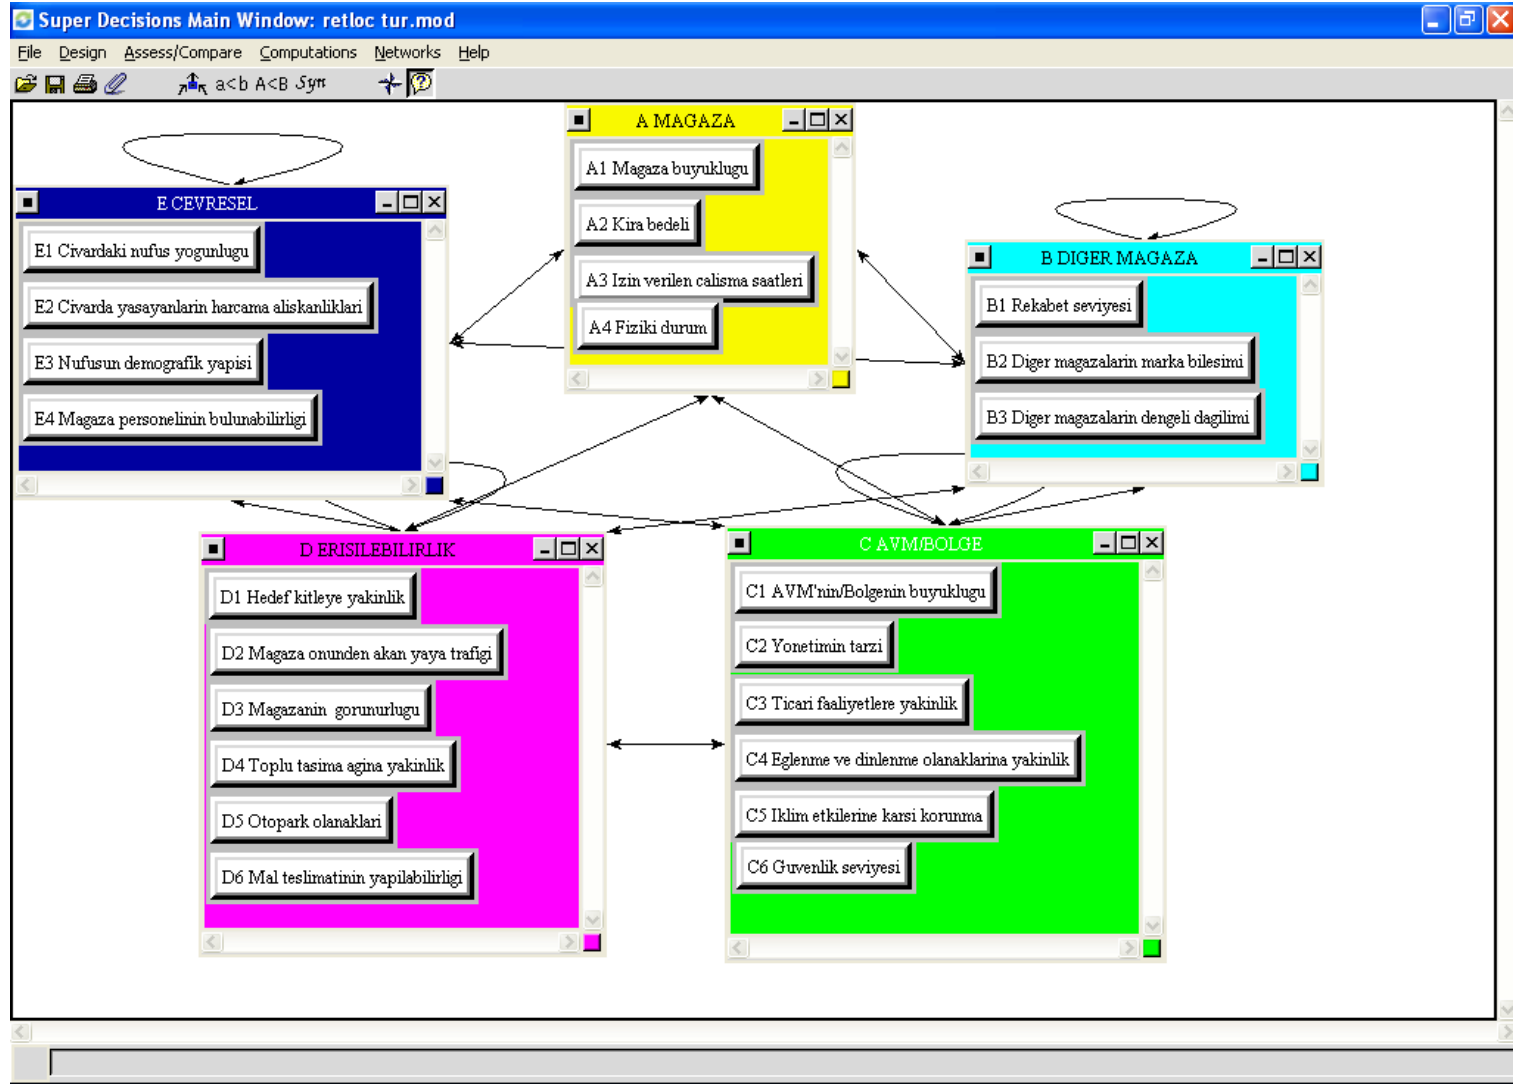 Super Decisions Main Window: retloc tur.mod
File Design Assess/Compare Computations Networks Help
a<b A<B Syn
A MAGAZA
A1 Magaza buyuklugu
A2 Kira bedeli
A3 Izin verilen calisma saatleri
A4 Fiziki durum
E CEVRESEL
E1 Civardaki nufus yogunlugu
E2 Civarda yasayanlarin harcama aliskanliklari
E3 Nufusun demografik yapisi
E4 Magaza personelinin bulunabilirligi
B DIGER MAGAZA
B1 Rekabet seviyesi
B2 Diger magazalarin marka bilesimi
B3 Diger magazalarin dengeli dagilimi
D ERISILEBILIRLIK
D1 Hedef kitleye yakinlik
D2 Magaza onunden akan yaya trafigi
D3 Magazanin gorunurlugu
D4 Toplu tasima agina yakinlik
D5 Otopark olanaklari
D6 Mal teslimatinin yapilabilirligi
C AVM/BOLGE
C1 AVM'nin/Bolgenin buyuklugu
C2 Yonetimin tarzi
C3 Ticari faaliyetlere yakinlik
C4 Eglenme ve dinlenme olanaklarina yakinlik
C5 Iklim etkilerine karsi korunma
C6 Guvenlik seviyesi